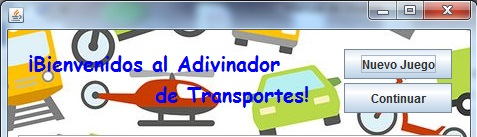 ¡Bienvenidos al Adivinador
de Transportes!
Nuevo Juego
Continuar